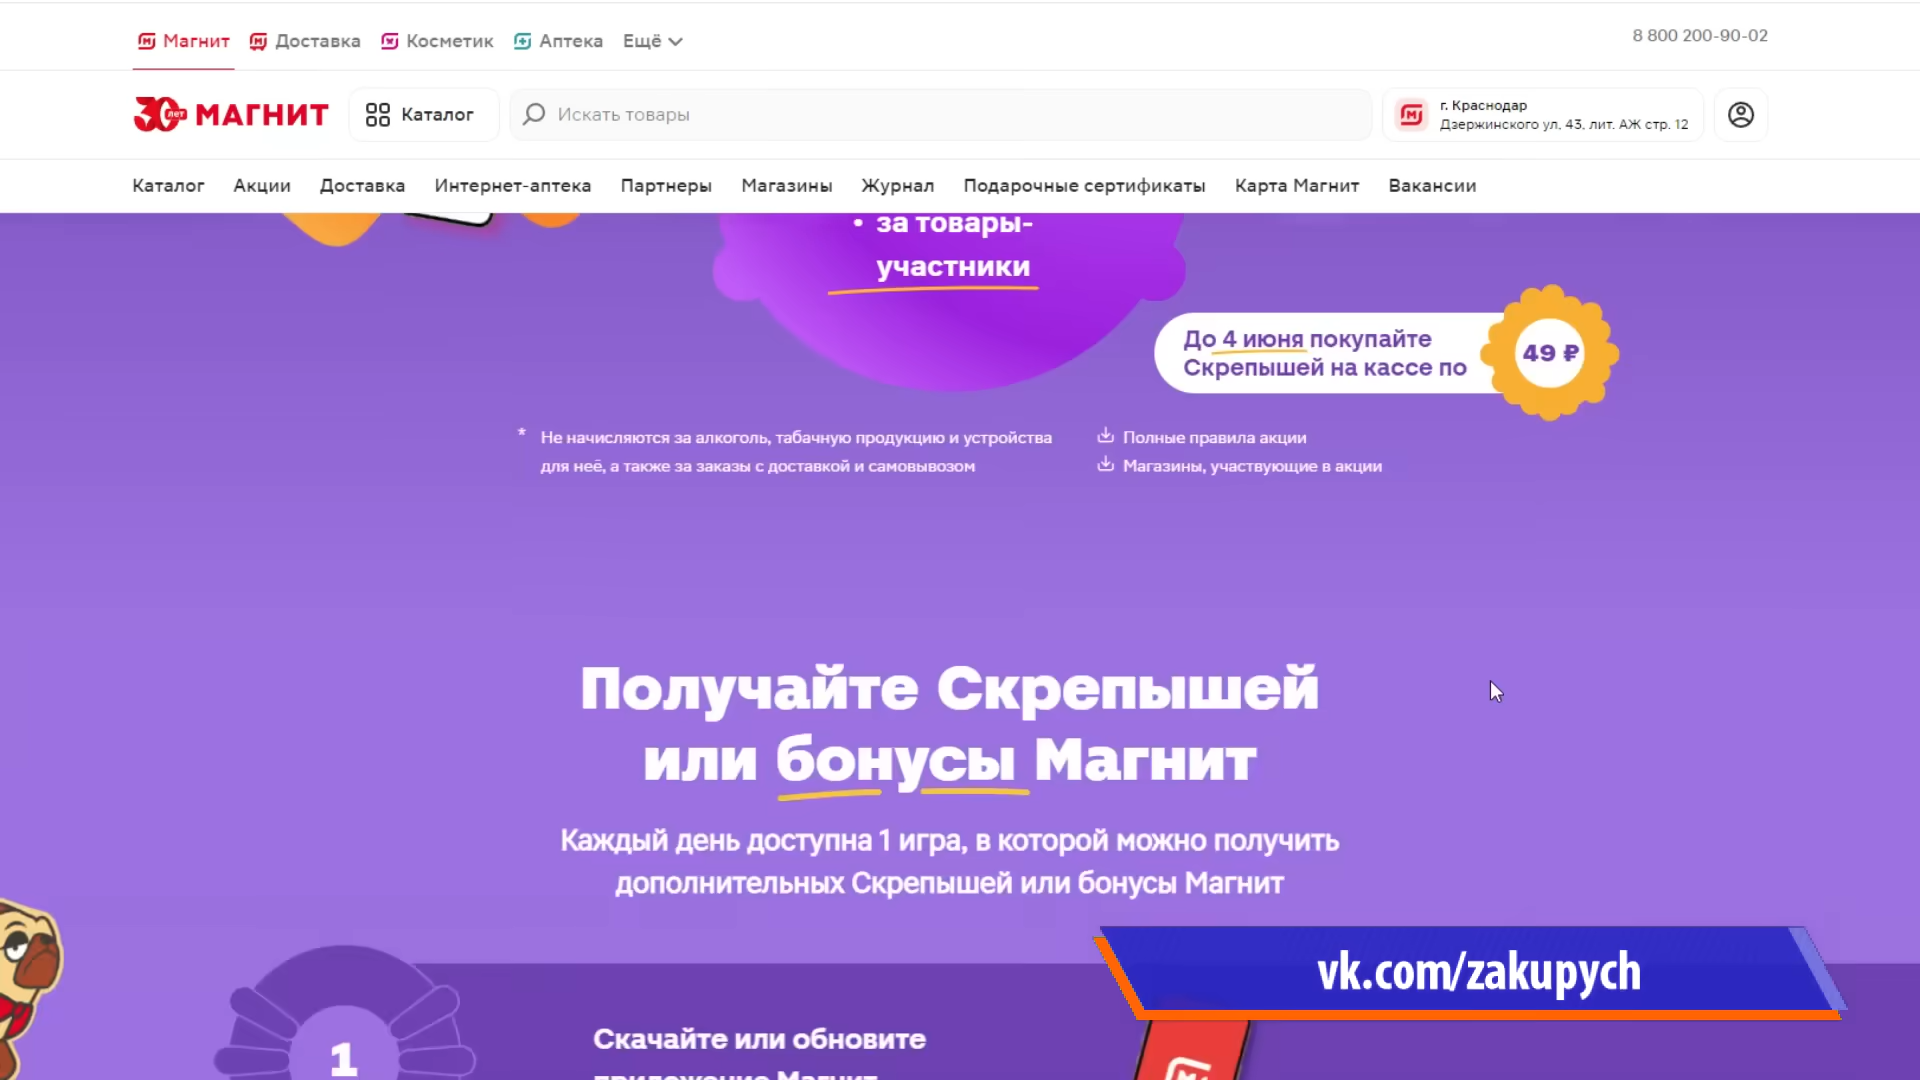 Магнит Доставка Косметик Аптека Ещё 8 800 200-90-02
30 лет МАГНИТ Каталог Искать товары г. Краснодар
Дзержинского ул, 43, лит. АЖ стр. 12
Каталог Акции Доставка Интернет-аптека Партнеры Магазины Журнал Подарочные сертификаты Карта Магнит Вакансии
• за товары-
участники
До 4 июня покупайте
Скрепышей на кассе по
49 ₽
* Не начисляются за алкоголь, табачную продукцию и устройства
для неё, а также за заказы с доставкой и самовывозом
Полные правила акции
Магазины, участвующие в акции
Получайте Скрепышей
или бонусы Магнит
Каждый день доступна 1 игра, в которой можно получить
дополнительных Скрепышей или бонусы Магнит
vk.com/zakupych
1
Скачайте или обновите
приложение Магнит